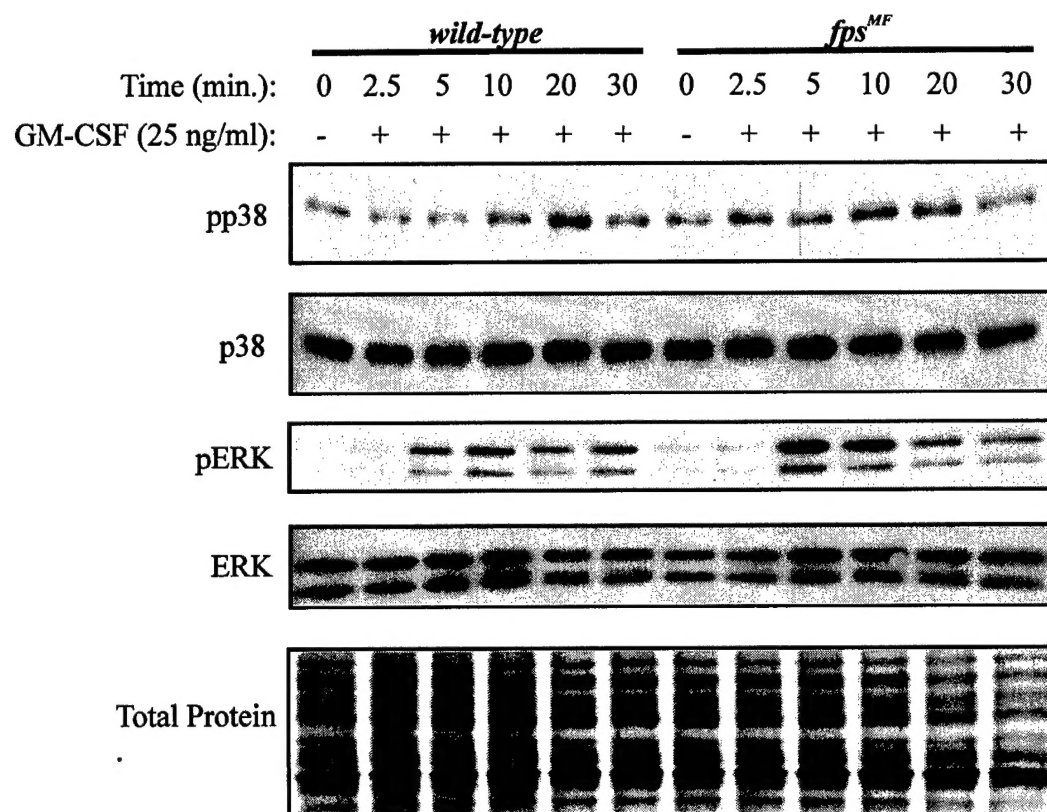 wild-type fps^MF
Time (min.): 0 2.5 5 10 20 30 0 2.5 5 10 20 30
GM-CSF (25 ng/ml): - + + + + + - + + + + +
pp38
p38
pERK
ERK
Total Protein